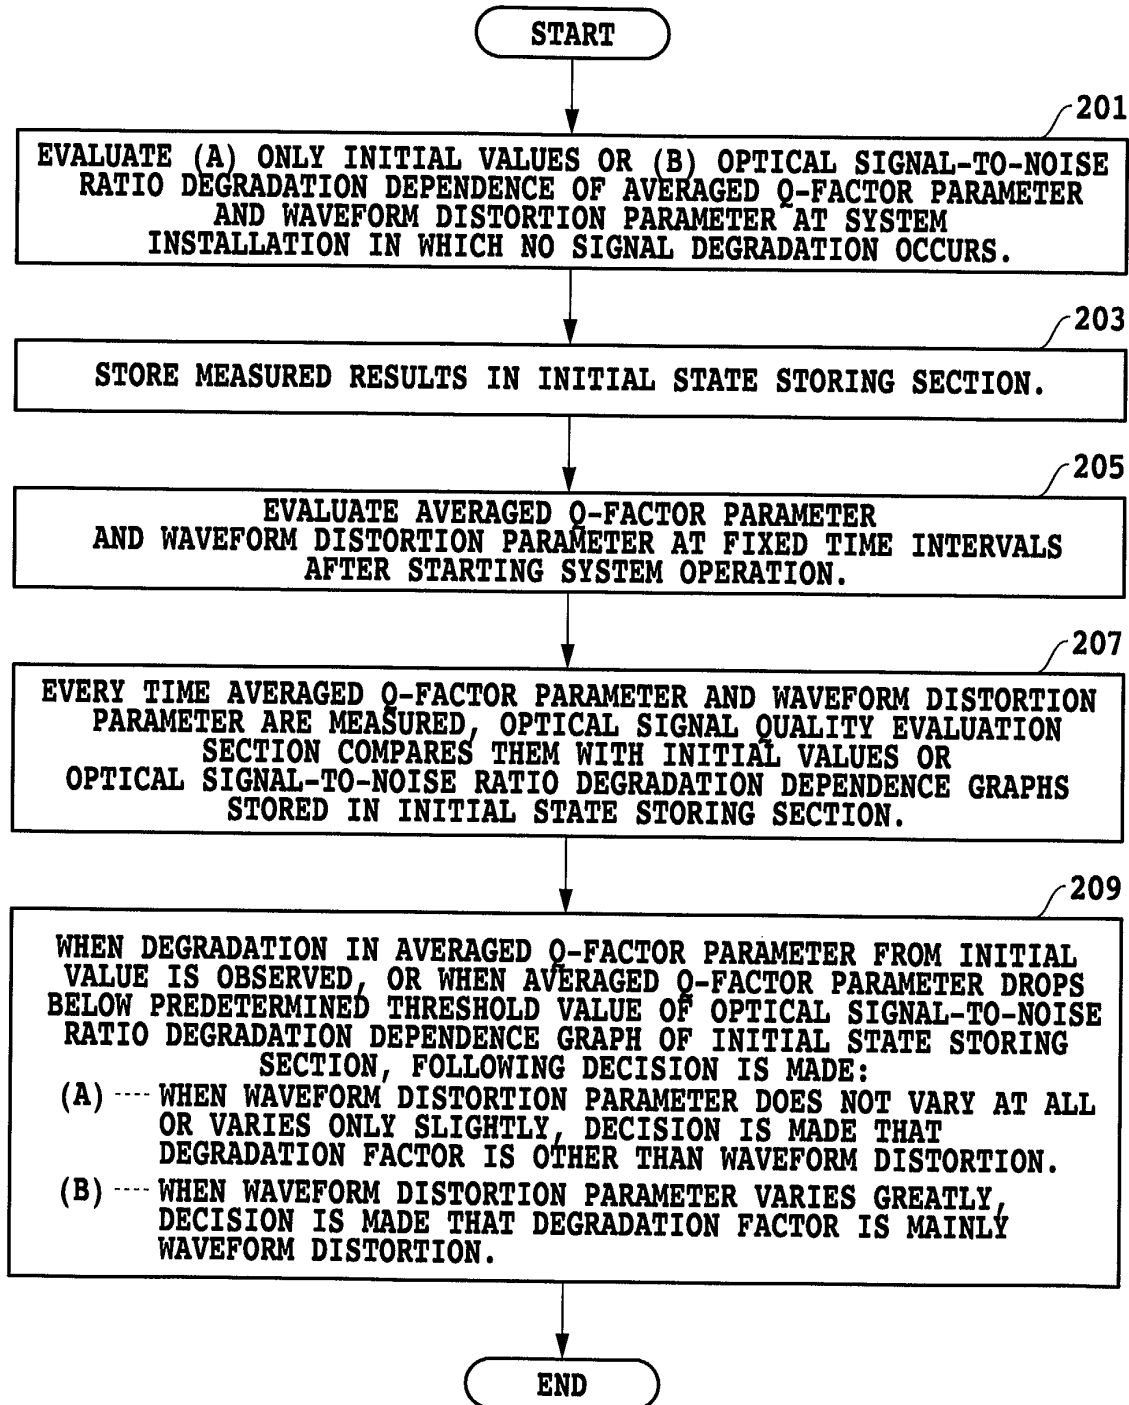 START
201
EVALUATE (A) ONLY INITIAL VALUES OR (B) OPTICAL SIGNAL-TO-NOISE
RATIO DEGRADATION DEPENDENCE OF AVERAGED Q-FACTOR PARAMETER
AND WAVEFORM DISTORTION PARAMETER AT SYSTEM
INSTALLATION IN WHICH NO SIGNAL DEGRADATION OCCURS.
203
STORE MEASURED RESULTS IN INITIAL STATE STORING SECTION.
205
EVALUATE AVERAGED Q-FACTOR PARAMETER
AND WAVEFORM DISTORTION PARAMETER AT FIXED TIME INTERVALS
AFTER STARTING SYSTEM OPERATION.
207
EVERY TIME AVERAGED Q-FACTOR PARAMETER AND WAVEFORM DISTORTION
PARAMETER ARE MEASURED, OPTICAL SIGNAL QUALITY EVALUATION
SECTION COMPARES THEM WITH INITIAL VALUES OR
OPTICAL SIGNAL-TO-NOISE RATIO DEGRADATION DEPENDENCE GRAPHS
STORED IN INITIAL STATE STORING SECTION.
209
WHEN DEGRADATION IN AVERAGED Q-FACTOR PARAMETER FROM INITIAL
VALUE IS OBSERVED, OR WHEN AVERAGED Q-FACTOR PARAMETER DROPS
BELOW PREDETERMINED THRESHOLD VALUE OF OPTICAL SIGNAL-TO-NOISE
RATIO DEGRADATION DEPENDENCE GRAPH OF INITIAL STATE STORING
SECTION, FOLLOWING DECISION IS MADE:
(A) ---- WHEN WAVEFORM DISTORTION PARAMETER DOES NOT VARY AT ALL
OR VARIES ONLY SLIGHTLY, DECISION IS MADE THAT
DEGRADATION FACTOR IS OTHER THAN WAVEFORM DISTORTION.
(B) ---- WHEN WAVEFORM DISTORTION PARAMETER VARIES GREATLY,
DECISION IS MADE THAT DEGRADATION FACTOR IS MAINLY
WAVEFORM DISTORTION.
END